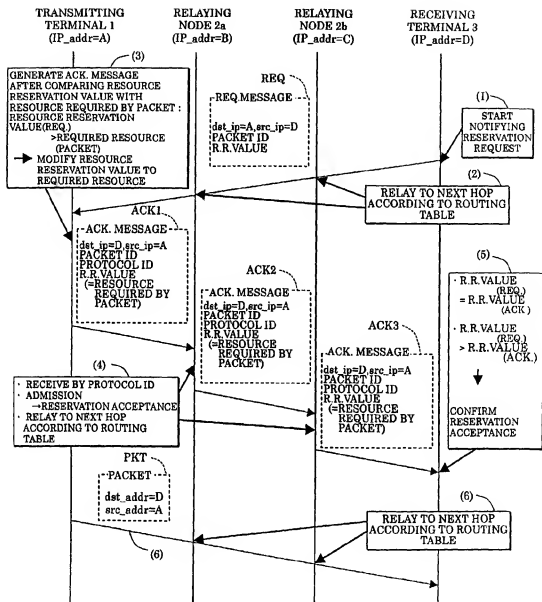 TRANSMITTING TERMINAL 1 (IP_addr=A)
RELAYING NODE 2a (IP_addr=B)
RELAYING NODE 2b (IP_addr=C)
RECEIVING TERMINAL 3 (IP_addr=D)
(3)
GENERATE ACK. MESSAGE
AFTER COMPARING RESOURCE
RESERVATION VALUE WITH
RESOURCE REQUIRED BY PACKET :
RESOURCE RESERVATION
VALUE(REQ.)
>REQUIRED RESOURCE
(PACKET)
→ MODIFY RESOURCE
RESERVATION VALUE TO
REQUIRED RESOURCE
REQ
REQ.MESSAGE
dst_ip=A,src_ip=D
PACKET ID
R.R.VALUE
(1)
START
NOTIFYING
RESERVATION
REQUEST
(2)
RELAY TO NEXT HOP
ACCORDING TO ROUTING
TABLE
ACK1
ACK. MESSAGE
dst_ip=D,src_ip=A
PACKET ID
PROTOCOL ID
R.R.VALUE
(=RESOURCE
REQUIRED BY
PACKET)
ACK2
ACK. MESSAGE
dst_ip=D,src_ip=A
PACKET ID
PROTOCOL ID
R.R.VALUE
(=RESOURCE
REQUIRED BY
PACKET)
ACK3
ACK. MESSAGE
dst_ip=D,src_ip=A
PACKET ID
PROTOCOL ID
R.R.VALUE
(=RESOURCE
REQUIRED BY
PACKET)
(5)
· R.R.VALUE
(REQ.)
= R.R.VALUE
(ACK.)
· R.R.VALUE
(REQ.)
> R.R.VALUE
(ACK.)
CONFIRM
RESERVATION
ACCEPTANCE
(4)
· RECEIVE BY PROTOCOL ID
· ADMISSION
→RESERVATION ACCEPTANCE
· RELAY TO NEXT HOP
ACCORDING TO ROUTING
TABLE
PKT
PACKET
dst_addr=D
src_addr=A
(6)
(6)
RELAY TO NEXT HOP
ACCORDING TO ROUTING
TABLE